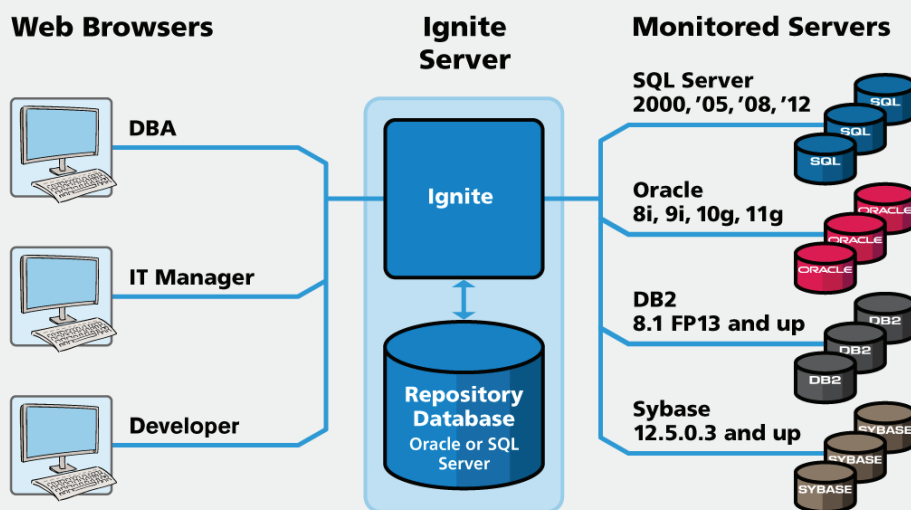 Web Browsers
Ignite
Server
Monitored Servers
DBA
IT Manager
Developer
Ignite
Repository
Database
Oracle or SQL
Server
SQL Server
2000, '05, '08, '12
SQL
SQL
SQL
Oracle
8i, 9i, 10g, 11g
ORACLE
ORACLE
ORACLE
DB2
8.1 FP13 and up
DB2
DB2
DB2
Sybase
12.5.0.3 and up
SYBASE
SYBASE
SYBASE